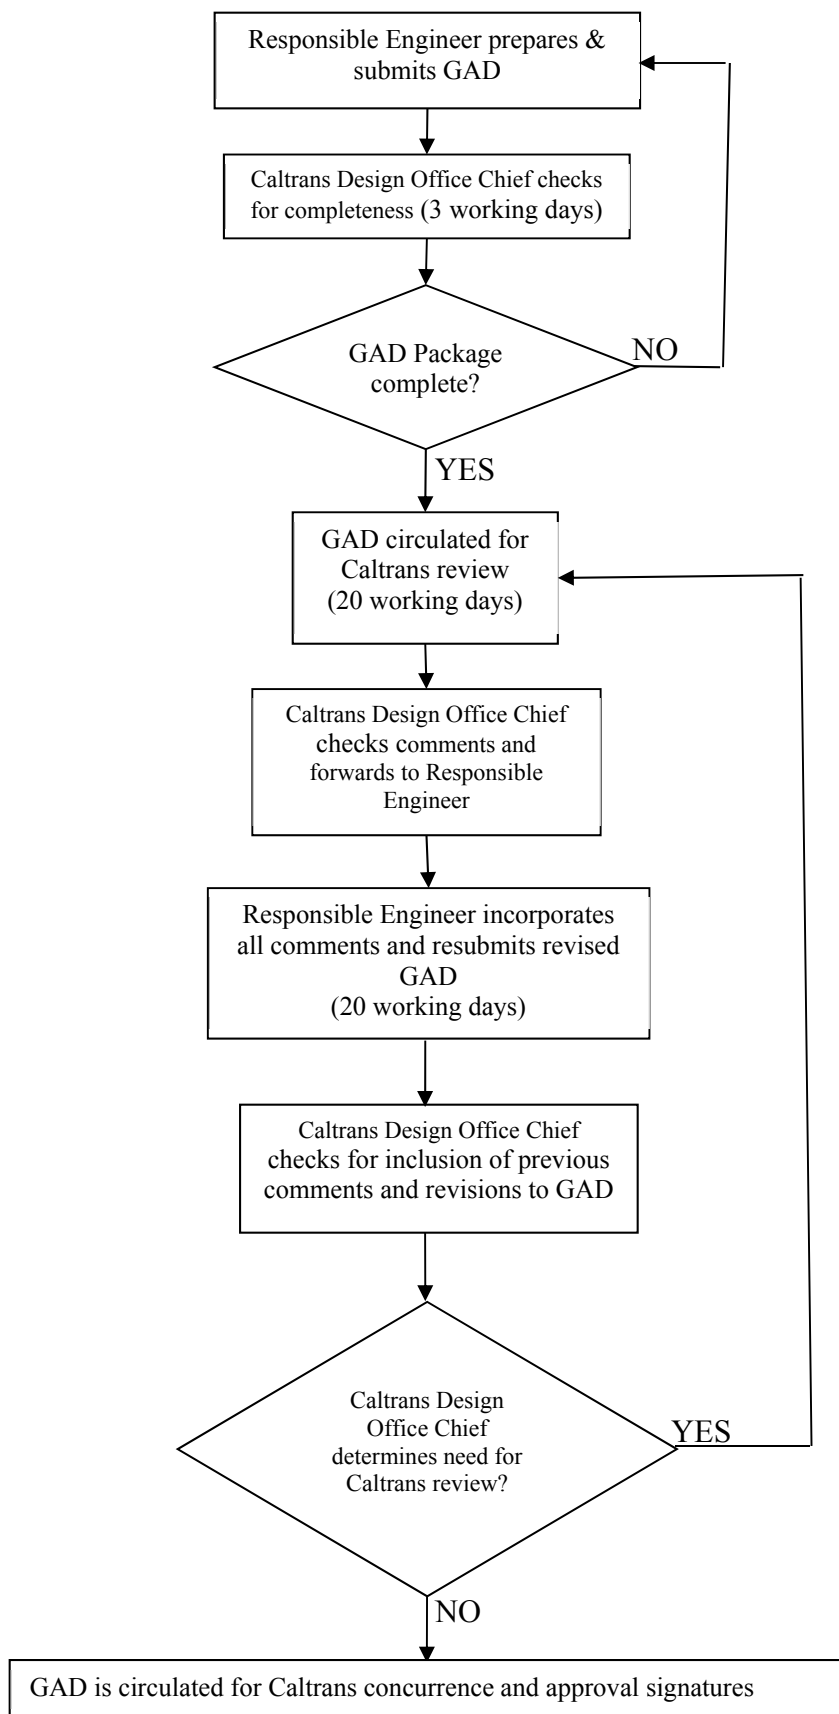 Responsible Engineer prepares &
submits GAD
Caltrans Design Office Chief checks
for completeness (3 working days)
GAD Package
complete?
NO
YES
GAD circulated for
Caltrans review
(20 working days)
Caltrans Design Office Chief
checks comments and
forwards to Responsible
Engineer
Responsible Engineer incorporates
all comments and resubmits revised
GAD
(20 working days)
Caltrans Design Office Chief
checks for inclusion of previous
comments and revisions to GAD
Caltrans Design
Office Chief
determines need for
Caltrans review?
YES
NO
GAD is circulated for Caltrans concurrence and approval signatures